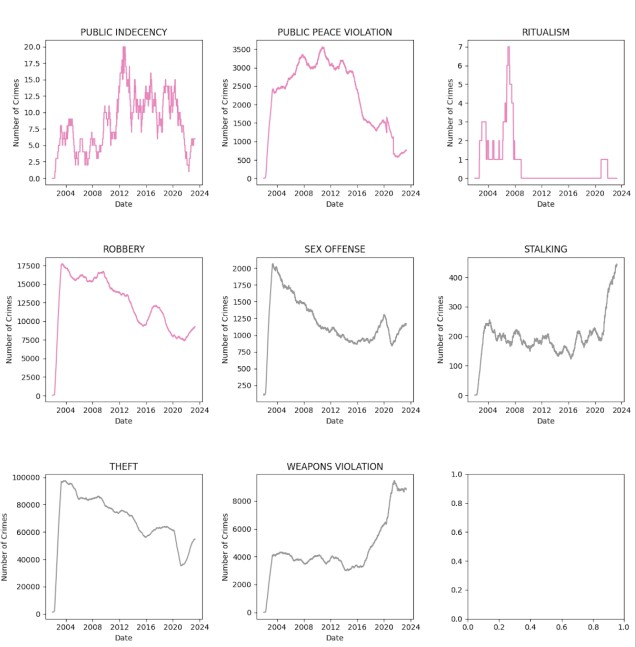 PUBLIC INDECENCY
20.0
17.5
15.0
12.5
10.0
7.5
5.0
2.5
0.0
Number of Crimes
2004 2008 2012 2016 2020 2024
Date
PUBLIC PEACE VIOLATION
3500
3000
2500
2000
1500
1000
500
0
Number of Crimes
2004 2008 2012 2016 2020 2024
Date
RITUALISM
7
6
5
4
3
2
1
0
Number of Crimes
2004 2008 2012 2016 2020 2024
Date
ROBBERY
17500
15000
12500
10000
7500
5000
2500
0
Number of Crimes
2004 2008 2012 2016 2020 2024
Date
SEX OFFENSE
2000
1750
1500
1250
1000
750
500
250
Number of Crimes
2004 2008 2012 2016 2020 2024
Date
STALKING
400
300
200
100
0
Number of Crimes
2004 2008 2012 2016 2020 2024
Date
THEFT
100000
80000
60000
40000
20000
0
Number of Crimes
2004 2008 2012 2016 2020 2024
Date
WEAPONS VIOLATION
8000
6000
4000
2000
0
Number of Crimes
2004 2008 2012 2016 2020 2024
Date
1.0
0.8
0.6
0.4
0.2
0.0
0.0 0.2 0.4 0.6 0.8 1.0